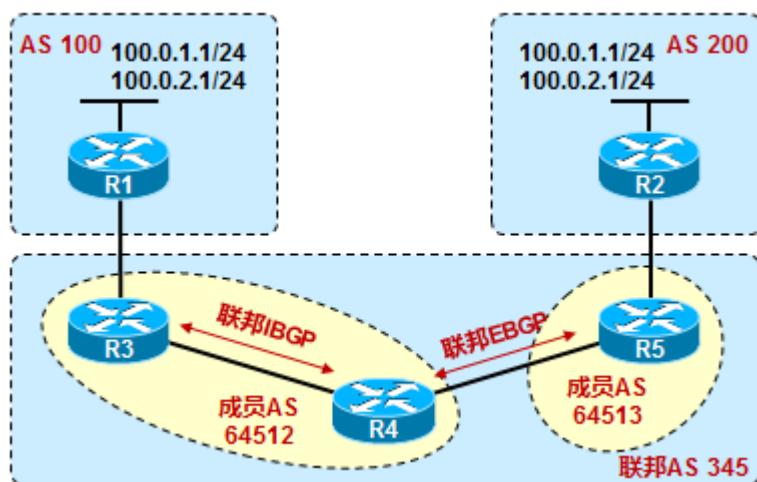 AS 100
100.0.1.1/24
100.0.2.1/24
R1
100.0.1.1/24
100.0.2.1/24
AS 200
R2
R3
联邦IBGP
R4
成员AS
64512
联邦EBGP
R5
成员AS
64513
联邦AS 345